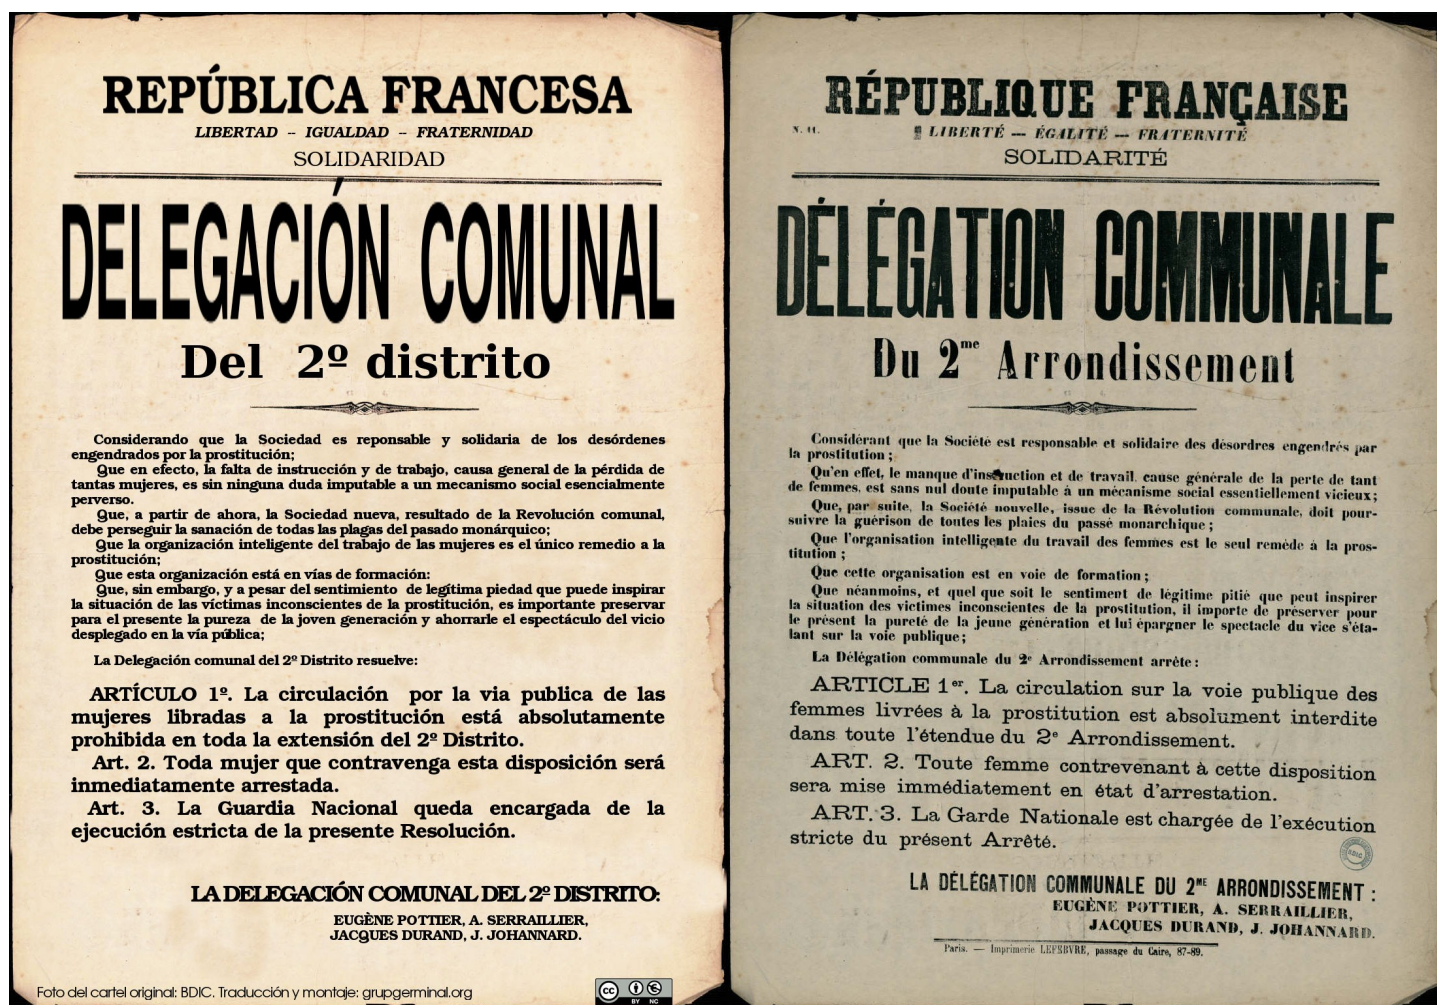 REPÚBLICA FRANCESA
LIBERTAD – IGUALDAD – FRATERNIDAD
SOLIDARIDAD
DELEGACIÓN COMUNAL
Del 2º distrito
Considerando que la Sociedad es reponsable y solidaria de los desórdenes
engendrados por la prostitución;
Que en efecto, la falta de instrucción y de trabajo, causa general de la pérdida de
tantas mujeres, es sin ninguna duda imputable a un mecanismo social esencialmente
perverso.
Que, a partir de ahora, la Sociedad nueva, resultado de la Revolución comunal,
debe perseguir la sanación de todas las plagas del pasado monárquico;
Que la organización inteligente del trabajo de las mujeres es el único remedio a la
prostitución;
Que esta organización está en vías de formación:
Que, sin embargo, y a pesar del sentimiento de legítima piedad que puede inspirar
la situación de las víctimas inconscientes de la prostitución, es importante preservar
para el presente la pureza de la joven generación y ahorrarle el espectáculo del vicio
desplegado en la vía pública;
La Delegación comunal del 2º Distrito resuelve:
ARTÍCULO 1º. La circulación por la via publica de las
mujeres libradas a la prostitución está absolutamente
prohibida en toda la extensión del 2º Distrito.
Art. 2. Toda mujer que contravenga esta disposición será
inmediatamente arrestada.
Art. 3. La Guardia Nacional queda encargada de la
ejecución estricta de la presente Resolución.
LA DELEGACIÓN COMUNAL DEL 2º DISTRITO:
EUGÈNE POTTIER, A. SERRAILLIER,
JACQUES DURAND, J. JOHANNARD.
Foto del cartel original: BDIC. Traducción y montaje: grupgerminal.org
cc BY NC
RÉPUBLIQUE FRANÇAISE
N. 11.
LIBERTÉ — ÉGALITÉ — FRATERNITÉ
SOLIDARITÉ
DÉLÉGATION COMMUNALE
Du 2me Arrondissement
Considérant que la Société est responsable et solidaire des désordres engendrés par
la prostitution ;
Qu'en effet, le manque d'instruction et de travail, cause générale de la perte de tant
de femmes, est sans nul doute imputable à un mécanisme social essentiellement vicieux;
Que, par suite, la Société nouvelle, issue de la Révolution communale, doit pour-
suivre la guérison de toutes les plaies du passé monarchique ;
Que l'organisation intelligente du travail des femmes est le seul remède à la pros-
titution ;
Que cette organisation est en voie de formation ;
Que néanmoins, et quel que soit le sentiment de légitime pitié que peut inspirer
la situation des victimes inconscientes de la prostitution, il importe de préserver pour
le présent la pureté de la jeune génération et lui épargner le spectacle du vice s'éta-
lant sur la voie publique;
La Délégation communale du 2e Arrondissement arrête :
ARTICLE 1er. La circulation sur la voie publique des
femmes livrées à la prostitution est absolument interdite
dans toute l'étendue du 2e Arrondissement.
ART. 2. Toute femme contrevenant à cette disposition
sera mise immédiatement en état d'arrestation.
ART. 3. La Garde Nationale est chargée de l'exécution
stricte du présent Arrêté.
BDIC
LA DÉLÉGATION COMMUNALE DU 2ME ARRONDISSEMENT :
EUGÈNE POTTIER, A. SERRAILLIER,
JACQUES DURAND, J. JOHANNARD.
Paris. — Imprimerie LEFEBVRE, passage du Caire, 87-89.